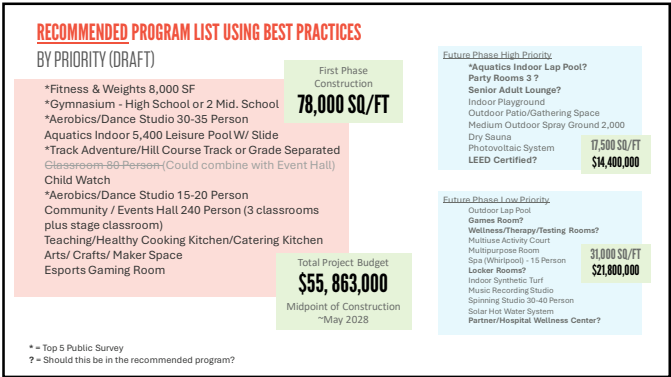 RECOMMENDED PROGRAM LIST USING BEST PRACTICES
BY PRIORITY (DRAFT)
First Phase
Construction
78,000 SQ/FT
*Fitness & Weights 8,000 SF
*Gymnasium - High School or 2 Mid. School
*Aerobics/Dance Studio 30-35 Person
Aquatics Indoor 5,400 Leisure Pool W/ Slide
*Track Adventure/Hill Course Track or Grade Separated
Classroom 80 Person (Could combine with Event Hall)
Child Watch
*Aerobics/Dance Studio 15-20 Person
Community / Events Hall 240 Person (3 classrooms
plus stage classroom)
Teaching/Healthy Cooking Kitchen/Catering Kitchen
Arts/ Crafts/ Maker Space
Esports Gaming Room
Total Project Budget
$55, 863,000
Midpoint of Construction
~May 2028
Future Phase High Priority
*Aquatics Indoor Lap Pool?
Party Rooms 3 ?
Senior Adult Lounge?
Indoor Playground
Outdoor Patio/Gathering Space
Medium Outdoor Spray Ground 2,000
Dry Sauna
Photovoltaic System
LEED Certified?
17,500 SQ/FT
$14,400,000
Future Phase Low Priority
Outdoor Lap Pool
Games Room?
Wellness/Therapy/Testing Rooms?
Multiuse Activity Court
Multipurpose Room
Spa (Whirlpool) - 15 Person
Locker Rooms?
Indoor Synthetic Turf
Music Recording Studio
Spinning Studio 30-40 Person
Solar Hot Water System
Partner/Hospital Wellness Center?
31,000 SQ/FT
$21,800,000
* = Top 5 Public Survey
? = Should this be in the recommended program?